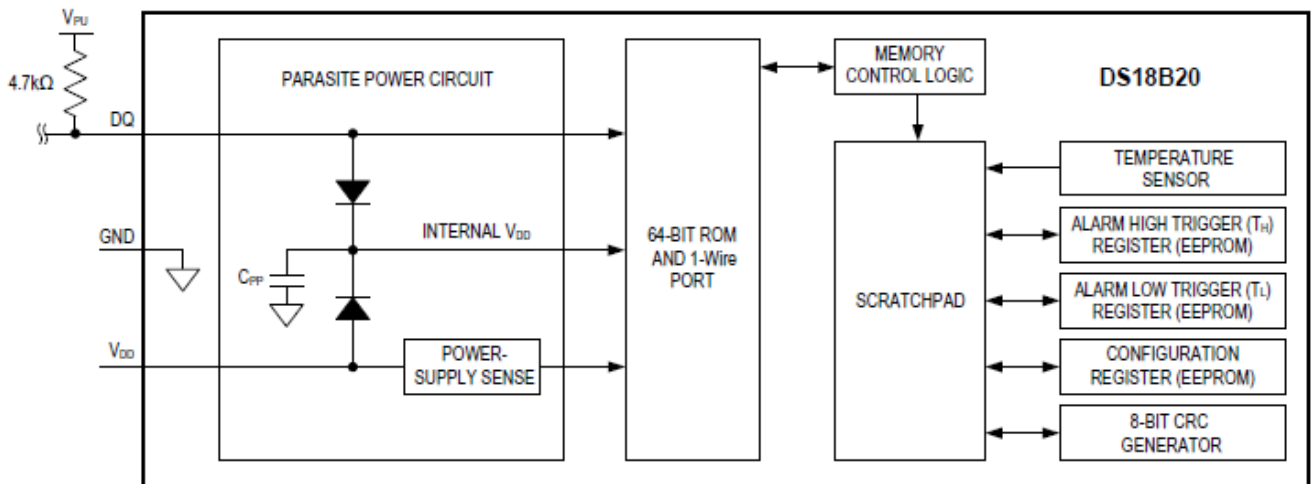 VPU
4.7kΩ
DQ
GND
VDD
PARASITE POWER CIRCUIT
INTERNAL VDD
CPP
POWER-
SUPPLY SENSE
64-BIT ROM
AND 1-Wire
PORT
MEMORY
CONTROL LOGIC
SCRATCHPAD
DS18B20
TEMPERATURE
SENSOR
ALARM HIGH TRIGGER (TH)
REGISTER (EEPROM)
ALARM LOW TRIGGER (TL)
REGISTER (EEPROM)
CONFIGURATION
REGISTER (EEPROM)
8-BIT CRC
GENERATOR